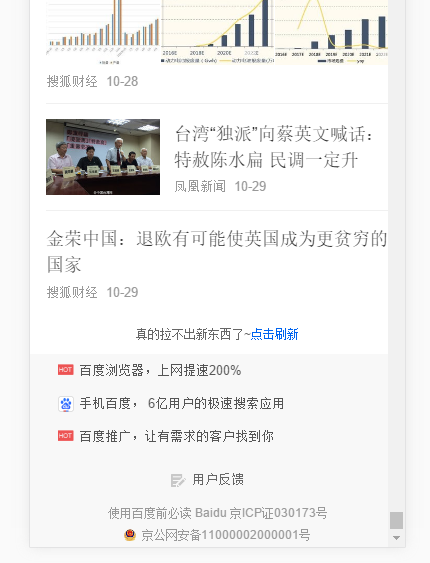 2016E 2017E 2018E 2019E 2020E 2021E
搜狐财经 10-28
台湾“独派”向蔡英文喊话：
特赦陈水扁 民调一定升
凤凰新闻 10-29
金荣中国：退欧有可能使英国成为更贫穷的
国家
搜狐财经 10-29
真的拉不出新东西了~点击刷新
HOT 百度浏览器，上网提速200%
手机百度， 6亿用户的极速搜索应用
HOT 百度推广，让有需求的客户找到你
用户反馈
使用百度前必读 Baidu 京ICP证030173号
京公网安备11000002000001号